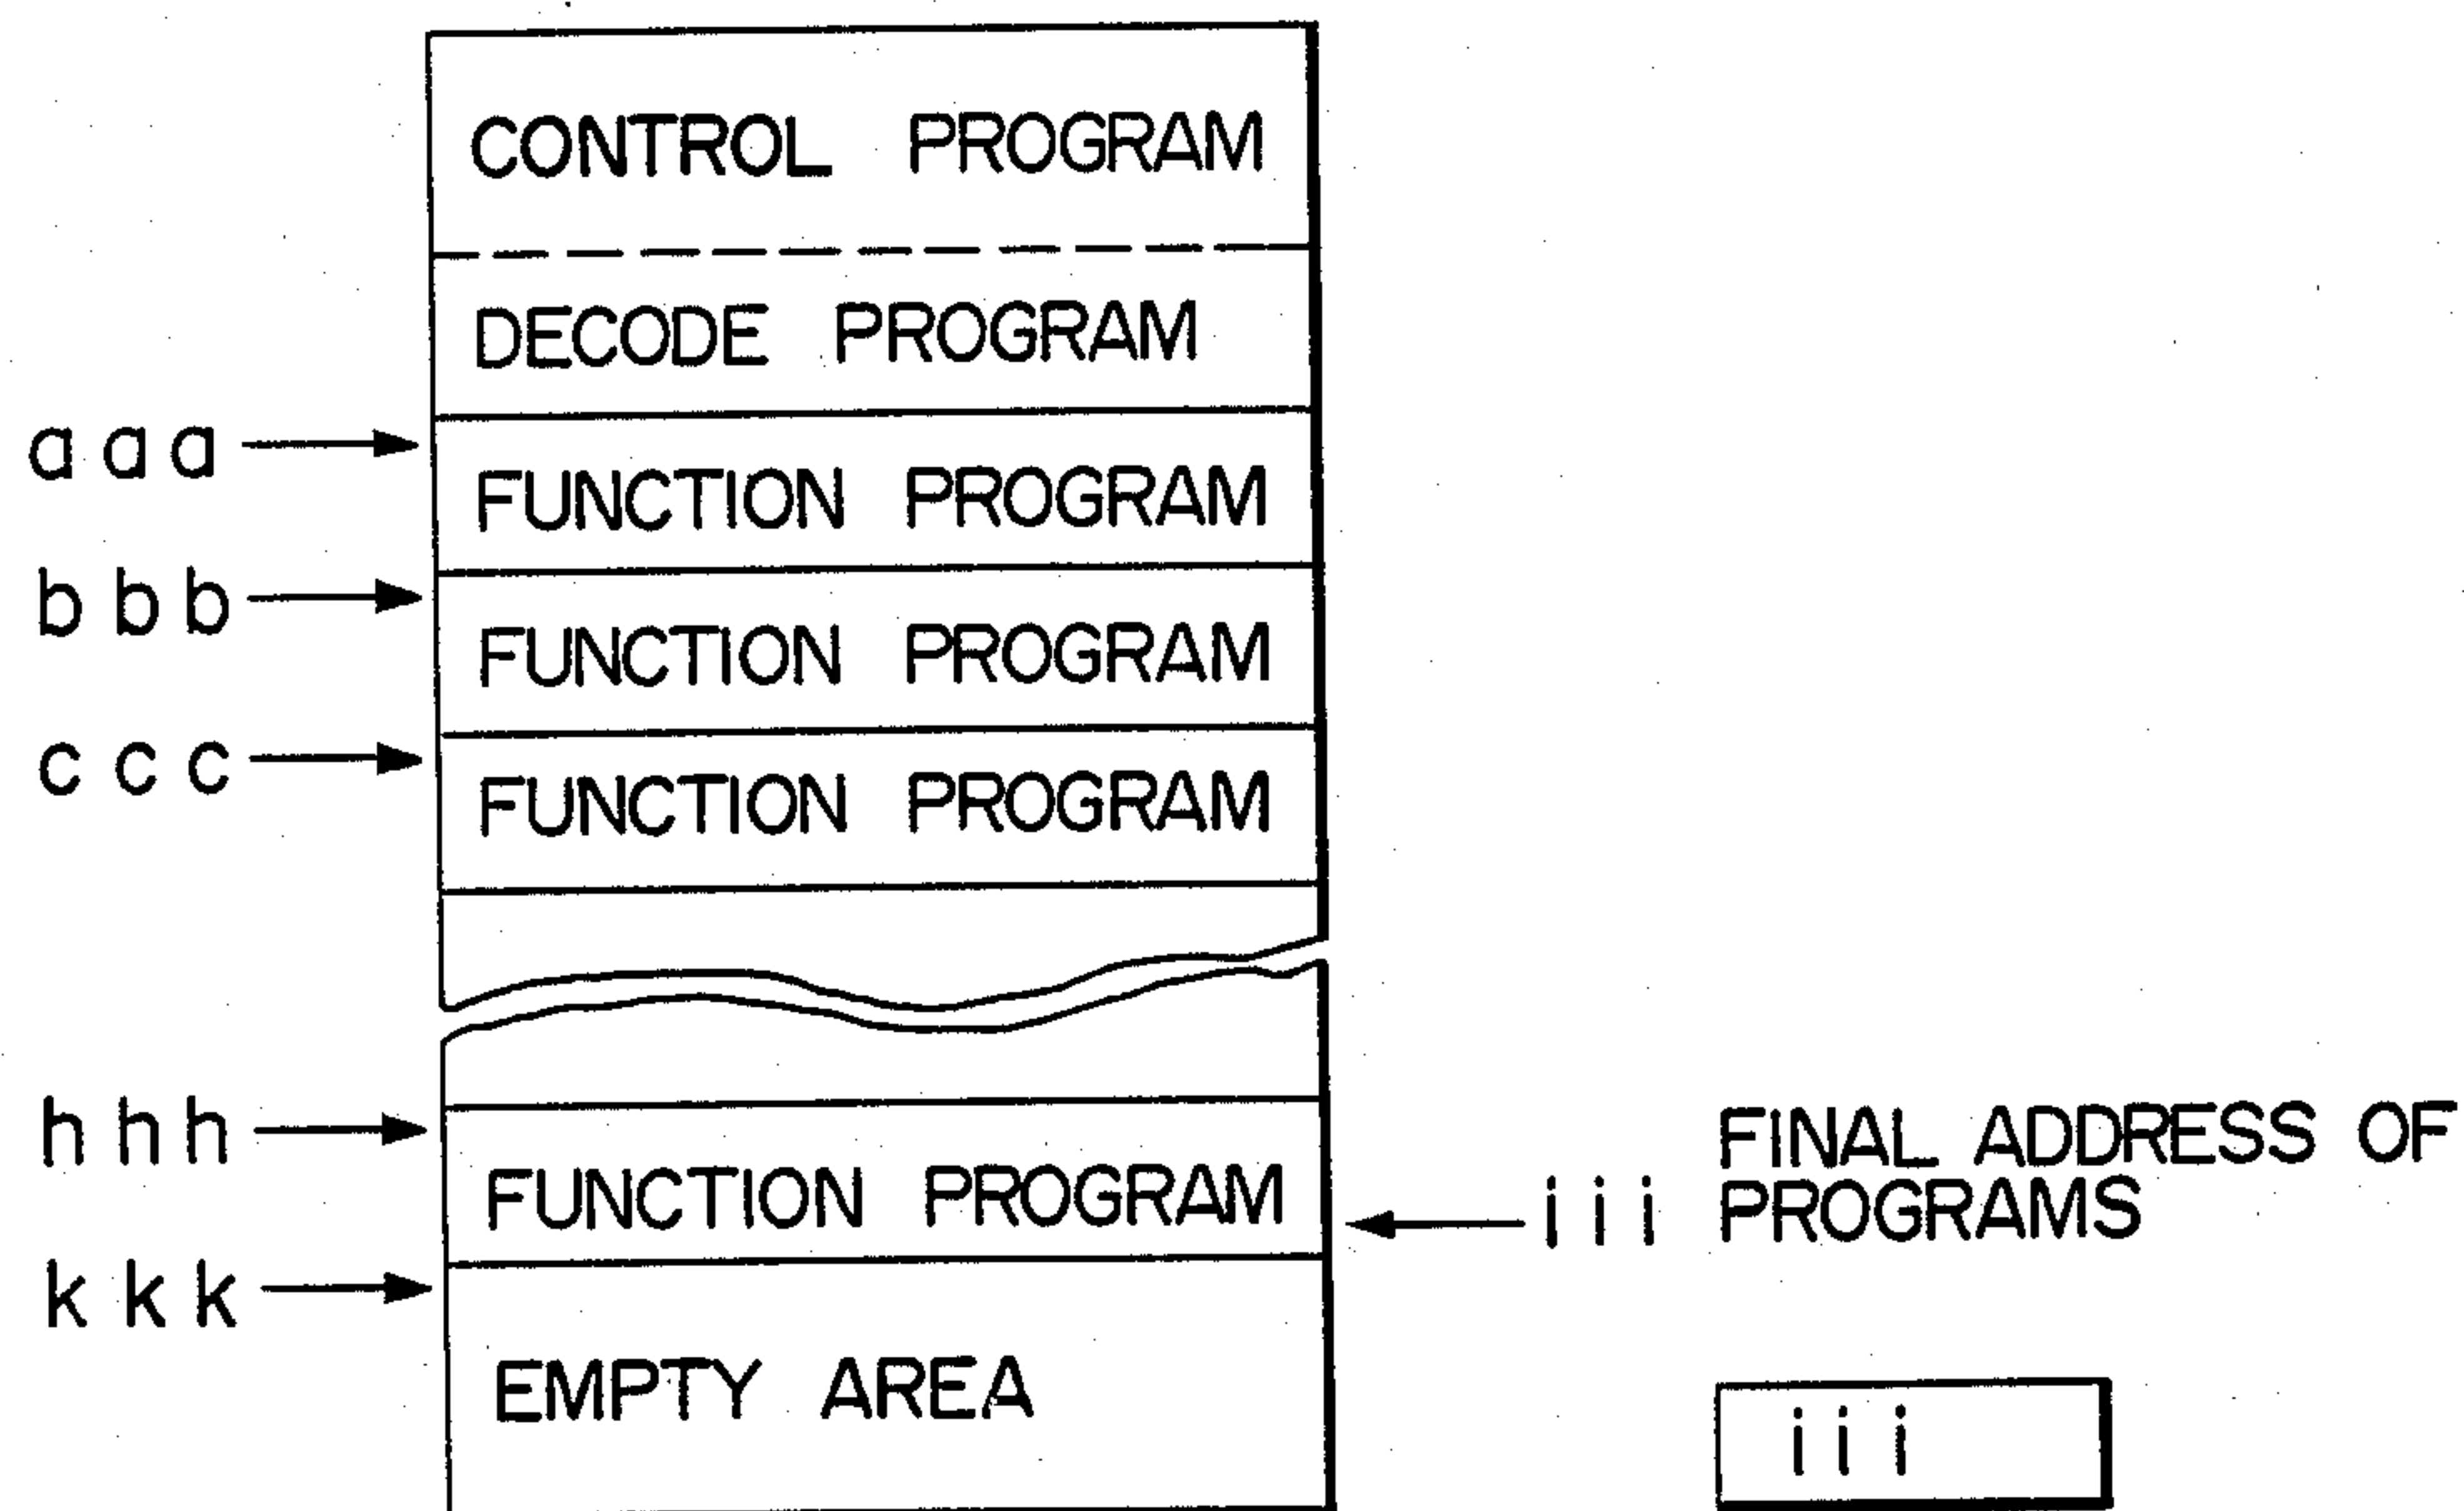 CONTROL PROGRAM
DECODE PROGRAM
a a a
FUNCTION PROGRAM
b b b
FUNCTION PROGRAM
c c c
FUNCTION PROGRAM
h h h
FUNCTION PROGRAM
i i i
FINAL ADDRESS OF
PROGRAMS
k k k
EMPTY AREA
i i i